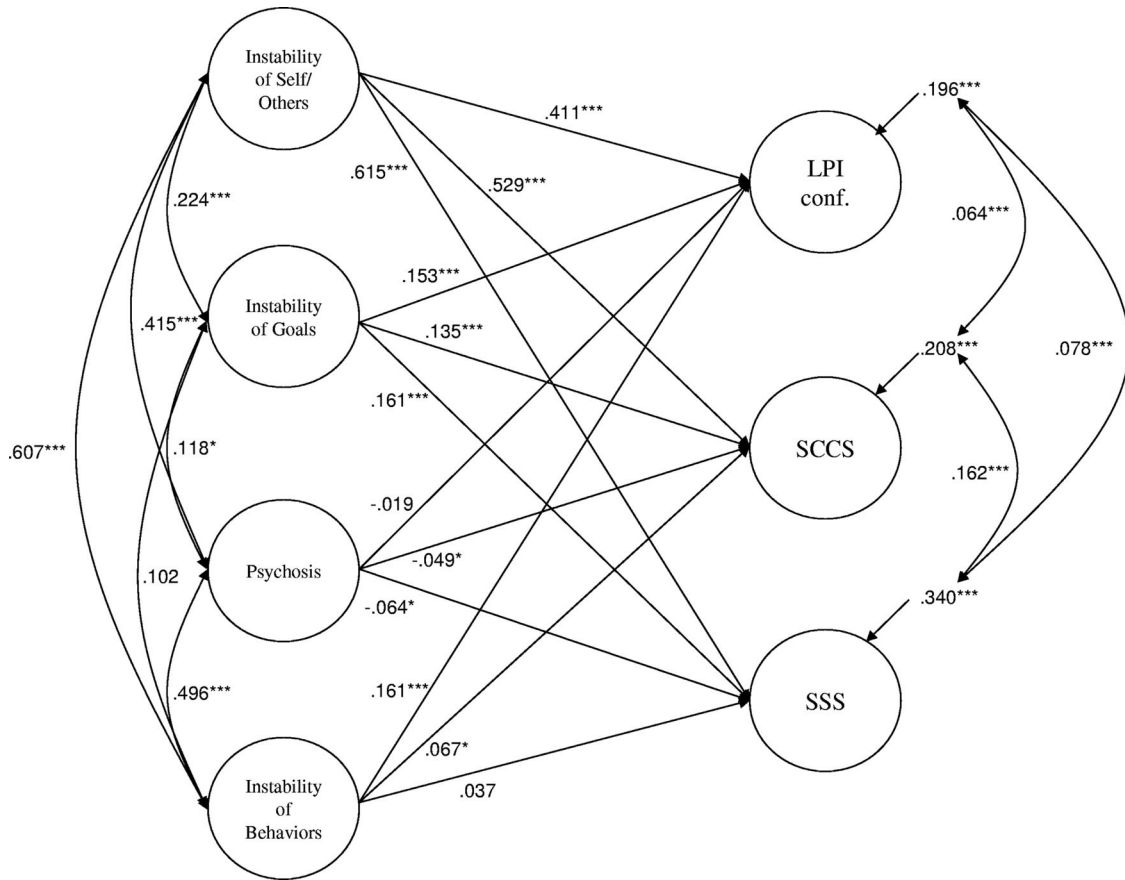 Instability
of Self/
Others
.196***
.411***
LPI
conf.
.615***
.529***
.224***
.064***
.153***
Instability
of Goals
.415***
.135***
.208***
.078***
.161***
.607***
.118*
SCCS
.162***
-.019
Psychosis
.102
-.049*
-.064*
.340***
.496***
.161***
SSS
.067*
.037
Instability
of
Behaviors